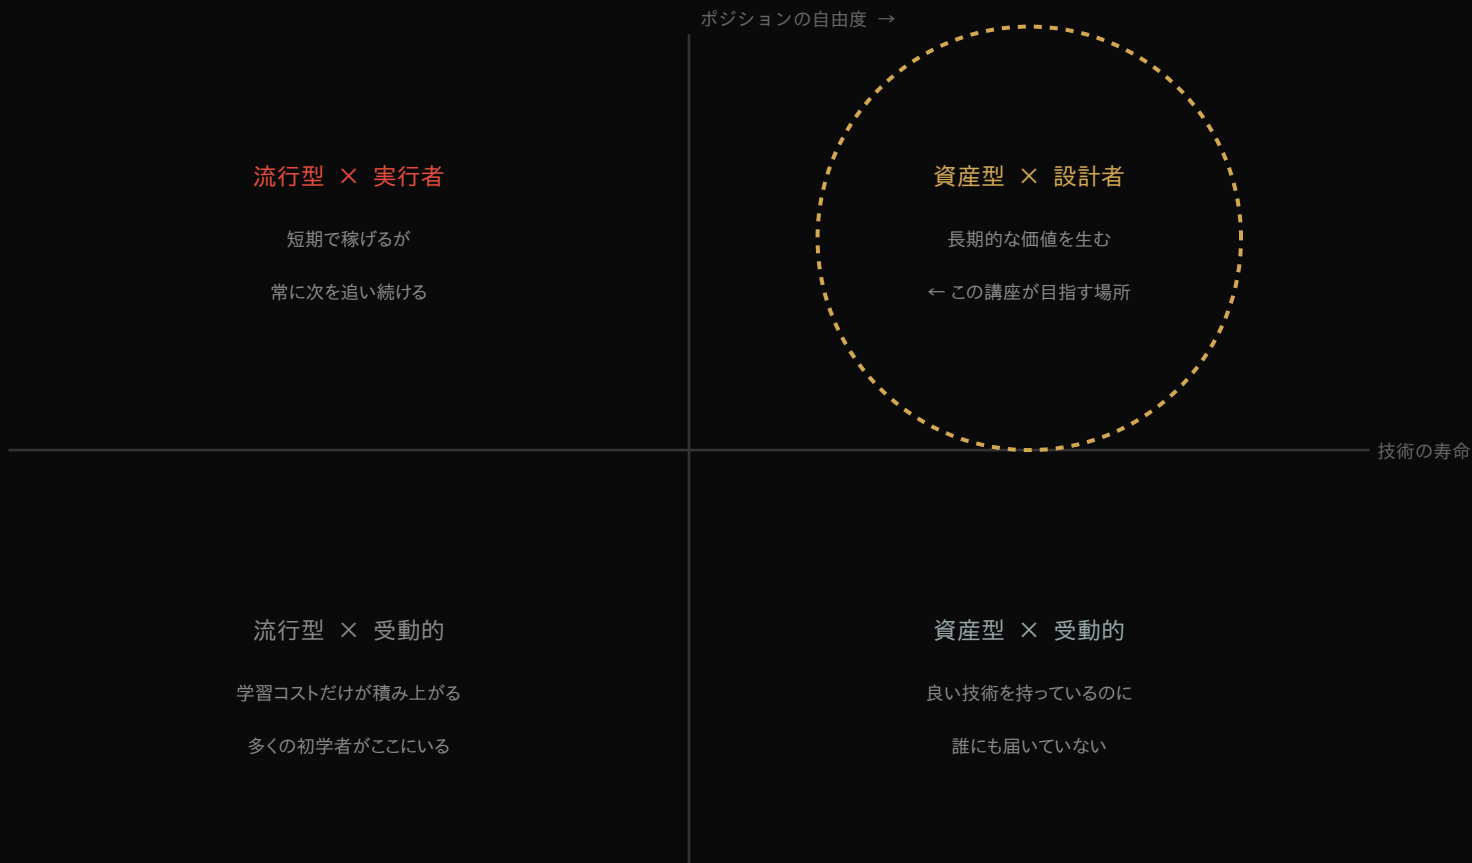 ポジションの自由度 →
流行型 × 実行者
短期で稼げるが
常に次を追い続ける
資産型 × 設計者
長期的な価値を生む
← この講座が目指す場所
技術の寿命
流行型 × 受動的
学習コストだけが積み上がる
多くの初学者がここにいる
資産型 × 受動的
良い技術を持っているのに
誰にも届いていない